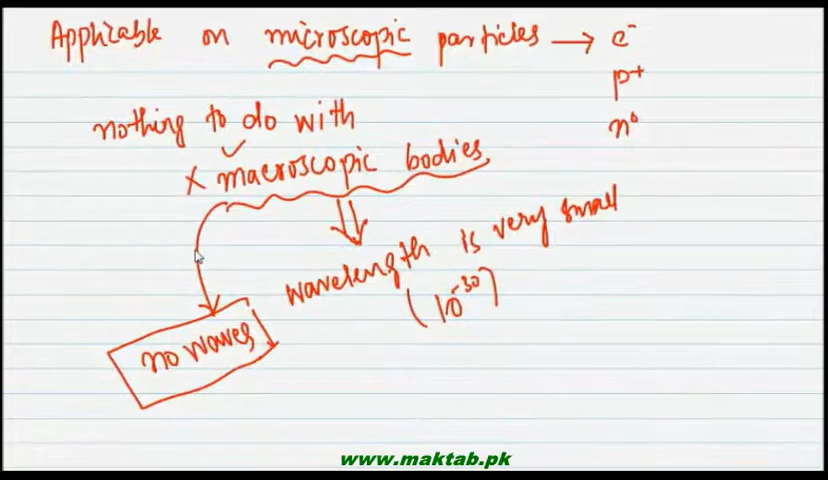 Applicable on microscopic particles → e⁻
p⁺
n⁰
nothing to do with
✓
x macroscopic bodies
wavelength is very small
(10⁻³⁰)
no waves
www.maktab.pk